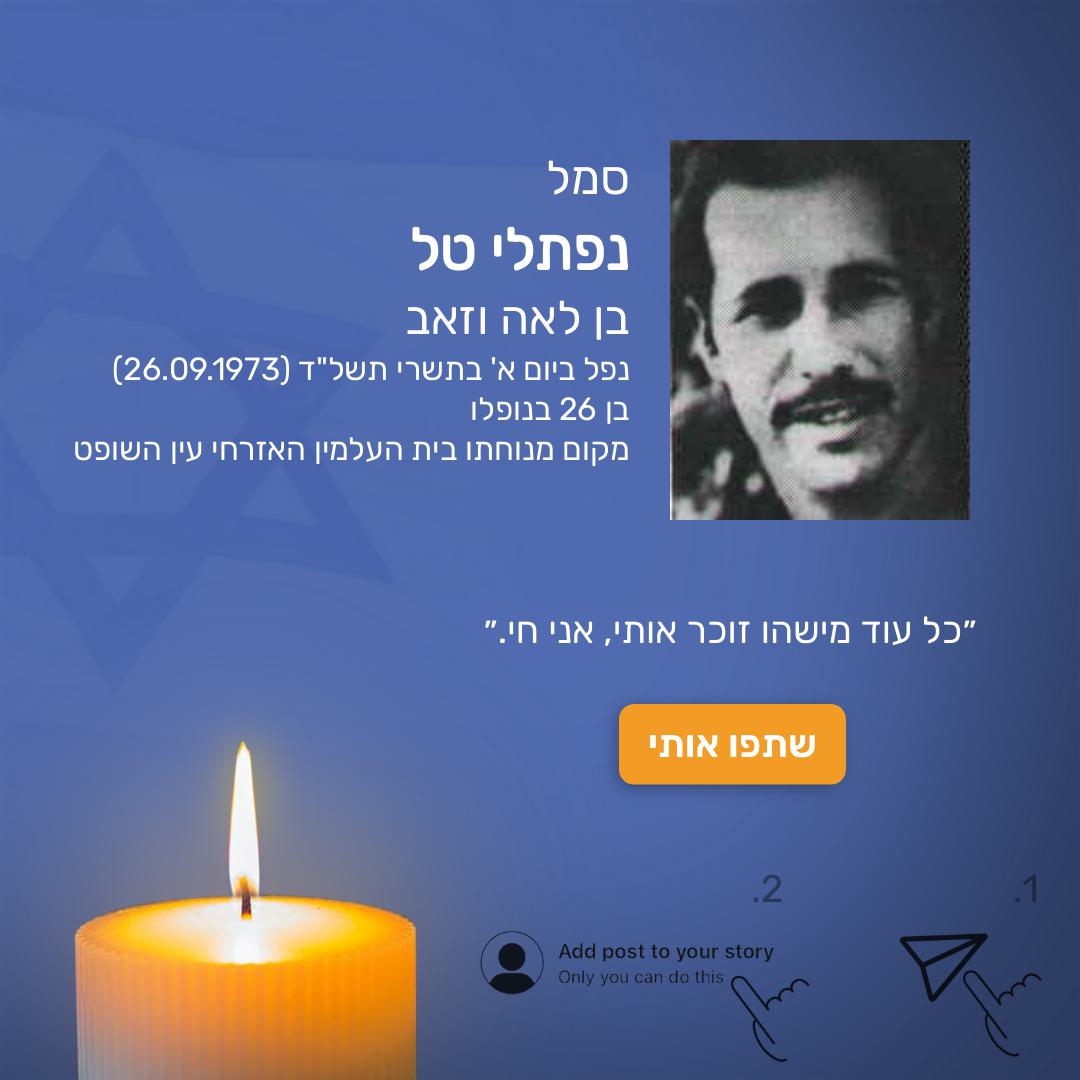 סמל
נפתלי טל
בן לאה וזאב
נפל ביום א' בתשרי תשל"ד (26.09.1973)
בן 26 בנופלו
מקום מנוחתו בית העלמין האזרחי עין השופט
״כל עוד מישהו זוכר אותי, אני חי.״
שתפו אותי
1.
2.
Add post to your story
Only you can do this